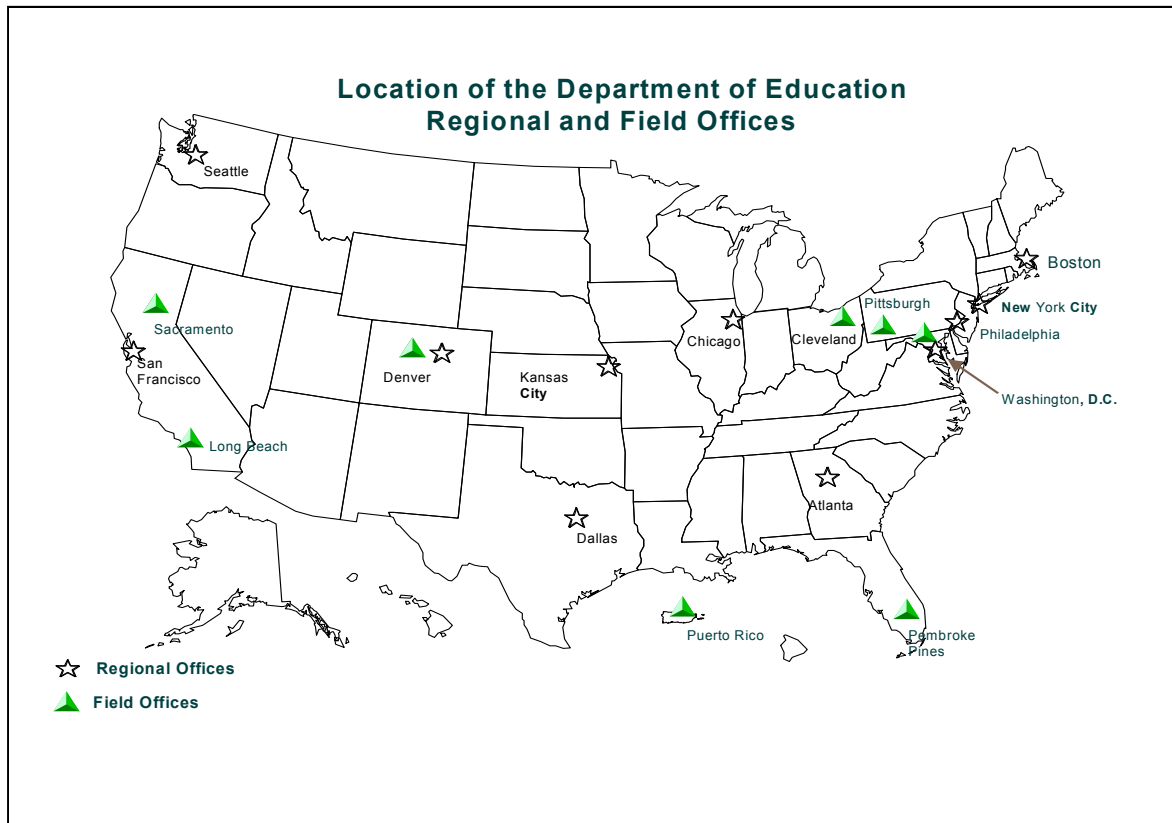 Location of the Department of Education
Regional and Field Offices
Seattle
Boston
Pittsburgh
New York City
Sacramento
Philadelphia
Chicago
Cleveland
San
Francisco
Denver
Kansas
City
Washington, D.C.
Long Beach
Atlanta
Dallas
Puerto Rico
Pembroke
Pines
Regional Offices
Field Offices